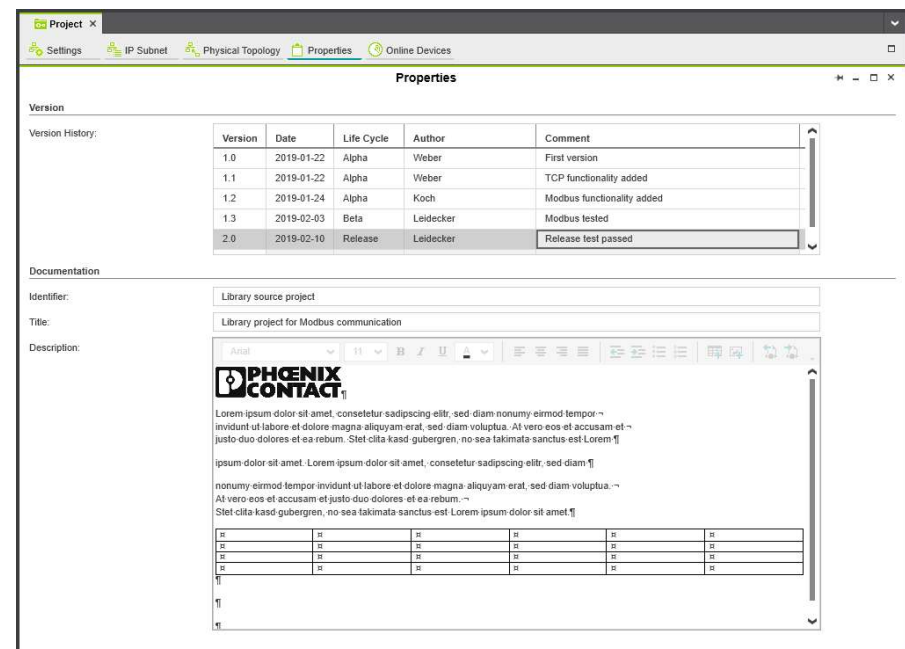 Project ×
Settings IP Subnet Physical Topology Properties Online Devices
Properties
Version
Version History:
Version Date Life Cycle Author Comment
1.0 2019-01-22 Alpha Weber First version
1.1 2019-01-22 Alpha Weber TCP functionality added
1.2 2019-01-24 Alpha Koch Modbus functionality added
1.3 2019-02-03 Beta Leidecker Modbus tested
2.0 2019-02-10 Release Leidecker Release test passed
Documentation
Identifier: Library source project
Title: Library project for Modbus communication
Description:
Arial 11 B I U A
PHŒNIX
CONTACT¶
Lorem·ipsum·dolor·sit·amet,·consetetur·sadipscing·elitr,·sed·diam·nonumy·eirmod·tempor·¬
invidunt·ut·labore·et·dolore·magna·aliquyam·erat,·sed·diam·voluptua.·At·vero·eos·et·accusam·et·¬
justo·duo·dolores·et·ea·rebum.·Stet·clita·kasd·gubergren,·no·sea·takimata·sanctus·est·Lorem·¶
ipsum·dolor·sit·amet.·Lorem·ipsum·dolor·sit·amet,·consetetur·sadipscing·elitr,·sed·diam·¶
nonumy·eirmod·tempor·invidunt·ut·labore·et·dolore·magna·aliquyam·erat,·sed·diam·voluptua.·¬
At·vero·eos·et·accusam·et·justo·duo·dolores·et·ea·rebum.·¬
Stet·clita·kasd·gubergren,·no·sea·takimata·sanctus·est·Lorem·ipsum·dolor·sit·amet.¶
¤ ¤ ¤ ¤ ¤ ¤
¤ ¤ ¤ ¤ ¤ ¤
¤ ¤ ¤ ¤ ¤ ¤
¤ ¤ ¤ ¤ ¤ ¤
¶
¶
¶